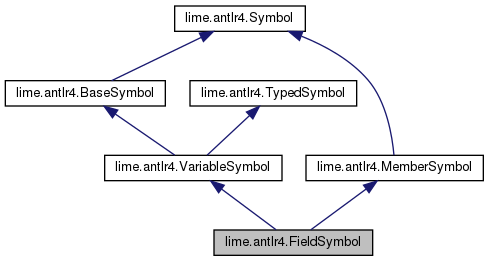 lime.antlr4.Symbol
lime.antlr4.BaseSymbol
lime.antlr4.TypedSymbol
lime.antlr4.VariableSymbol
lime.antlr4.MemberSymbol
lime.antlr4.FieldSymbol